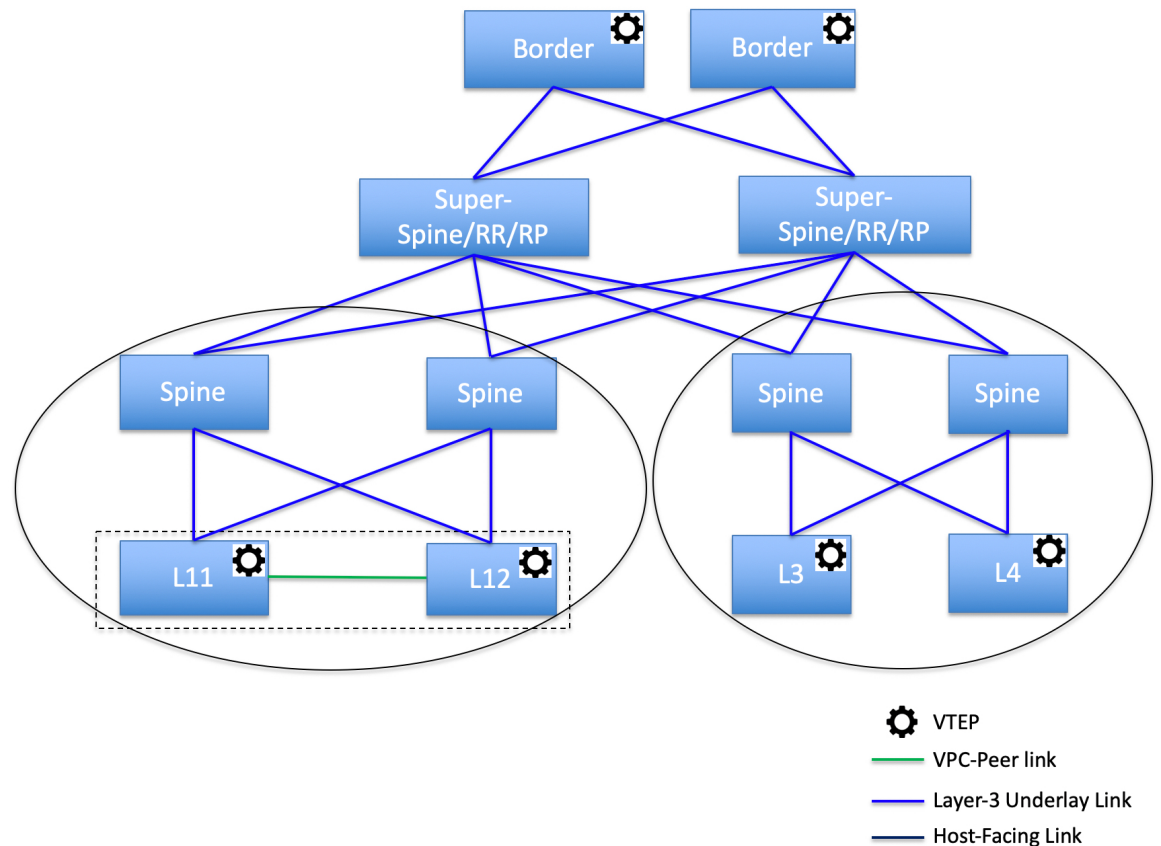 Border
Border
Super-
Spine/RR/RP
Super-
Spine/RR/RP
Spine
Spine
Spine
Spine
L11
L12
L3
L4
VTEP
VPC-Peer link
Layer-3 Underlay Link
Host-Facing Link